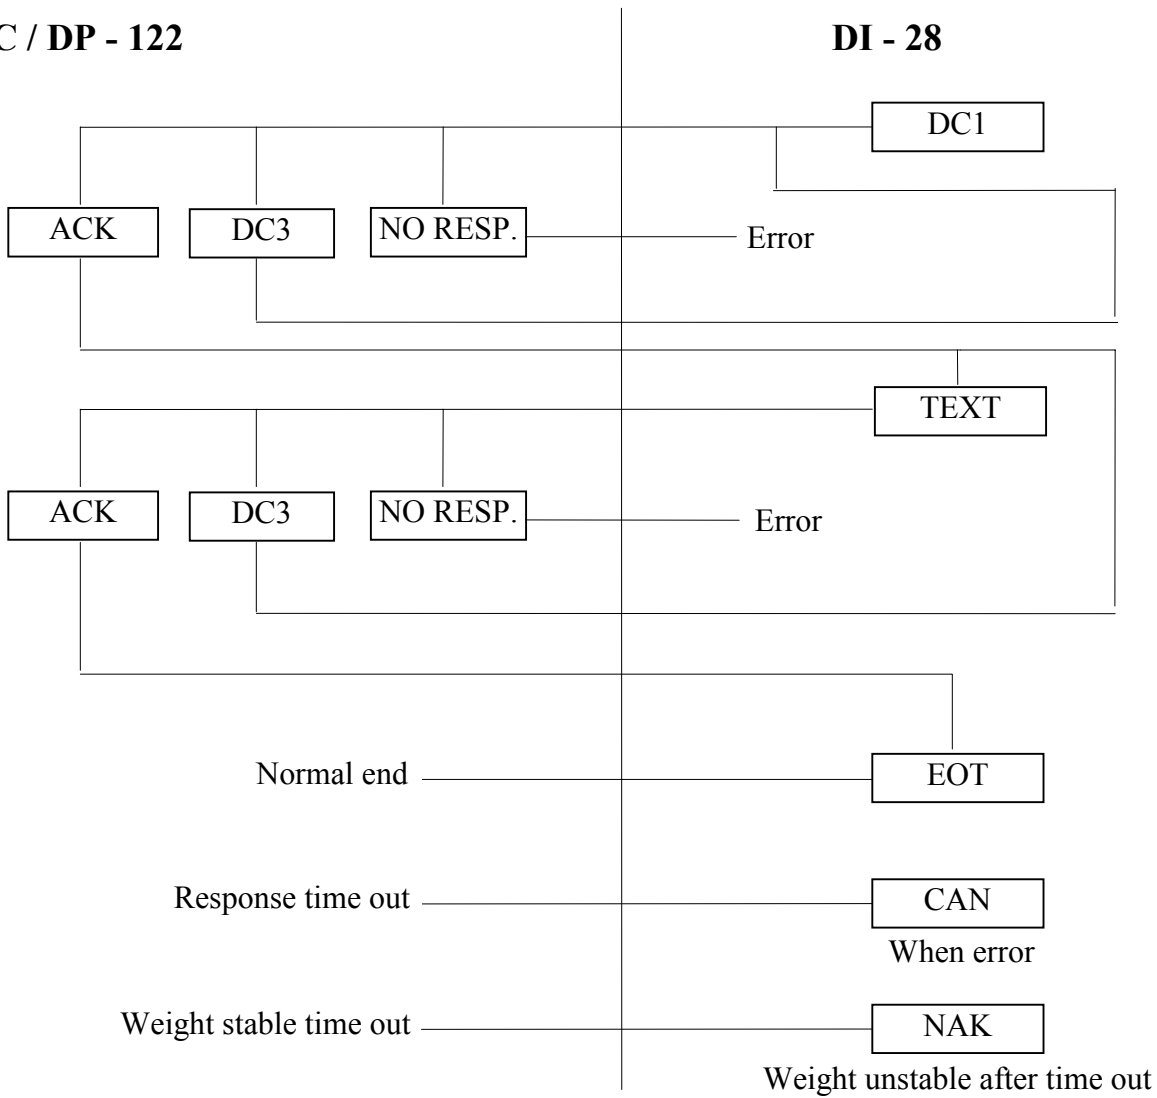 C / DP - 122
DI - 28
DC1
ACK
DC3
NO RESP.
Error
TEXT
ACK
DC3
NO RESP.
Error
Normal end
EOT
Response time out
CAN
When error
Weight stable time out
NAK
Weight unstable after time out